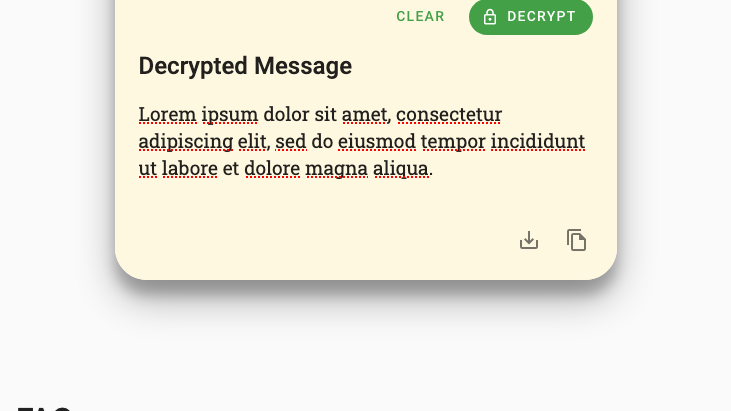 CLEAR DECRYPT
Decrypted Message
Lorem ipsum dolor sit amet, consectetur
adipiscing elit, sed do eiusmod tempor incididunt
ut labore et dolore magna aliqua.